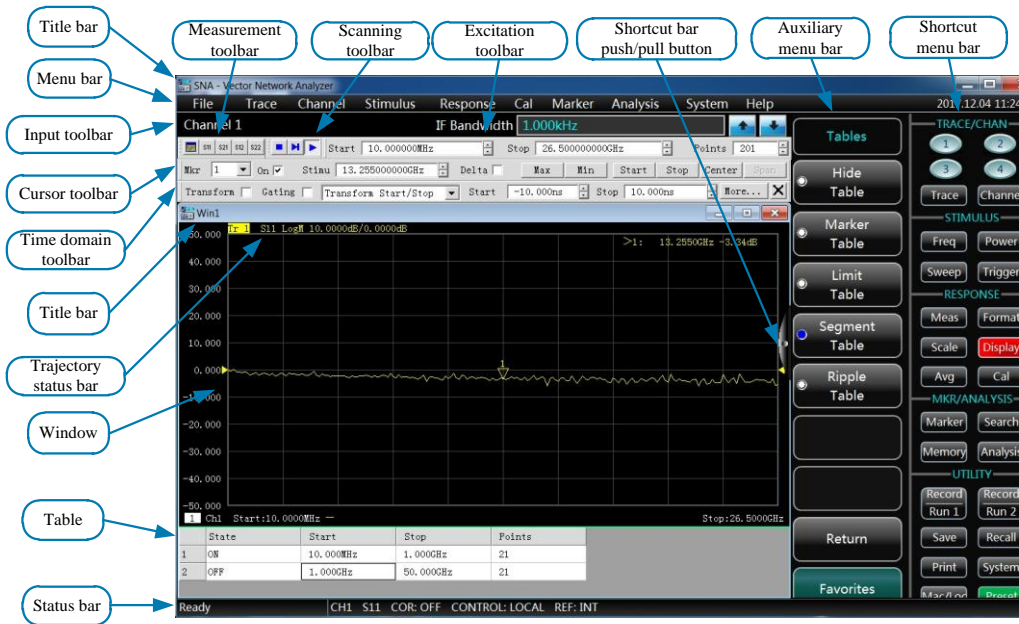 Title bar
Measurement toolbar
Scanning toolbar
Excitation toolbar
Shortcut bar push/pull button
Auxiliary menu bar
Shortcut menu bar
Menu bar
Input toolbar
Cursor toolbar
Time domain toolbar
Title bar
Trajectory status bar
Window
Table
Status bar
SNA - Vector Network Analyzer
File Trace Channel Stimulus Response Cal Marker Analysis System Help
12.04 11:24
Channel 1 IF Bandwidth 1.000kHz
S11 S21 S12 S22 Start 10.000000MHz Stop 26.500000000GHz Points 201
Mkr 1 On Stimu 13.255000000GHz Delta Max Min Start Stop Center Span
Transform Gating Transform Start/Stop Start -10.000ns Stop 10.000ns More...
Win1
Tr 1 S11 LogM 10.0000dB/0.0000dB
>1: 13.2550GHz -3.34dB
50.000
40.000
30.000
20.000
10.000
0.000
-10.000
-20.000
-30.000
-40.000
-50.000
1
1 Ch1 Start:10.0000MHz Stop:26.5000GHz
State Start Stop Points
1 ON 10.000MHz 1.000GHz 21
2 OFF 1.000GHz 50.000GHz 21
Ready CH1 S11 COR: OFF CONTROL: LOCAL REF: INT
Tables
Hide Table
Marker Table
Limit Table
Segment Table
Ripple Table
Return
Favorites
TRACE/CHAN
1 2
3 4
Trace Channel
STIMULUS
Freq Power
Sweep Trigger
RESPONSE
Meas Format
Scale Display
Avg Cal
MKR/ANALYSIS
Marker Search
Memory Analysis
UTILITY
Record Record
Run 1 Run 2
Save Recall
Print System
Mac/Loc Preset